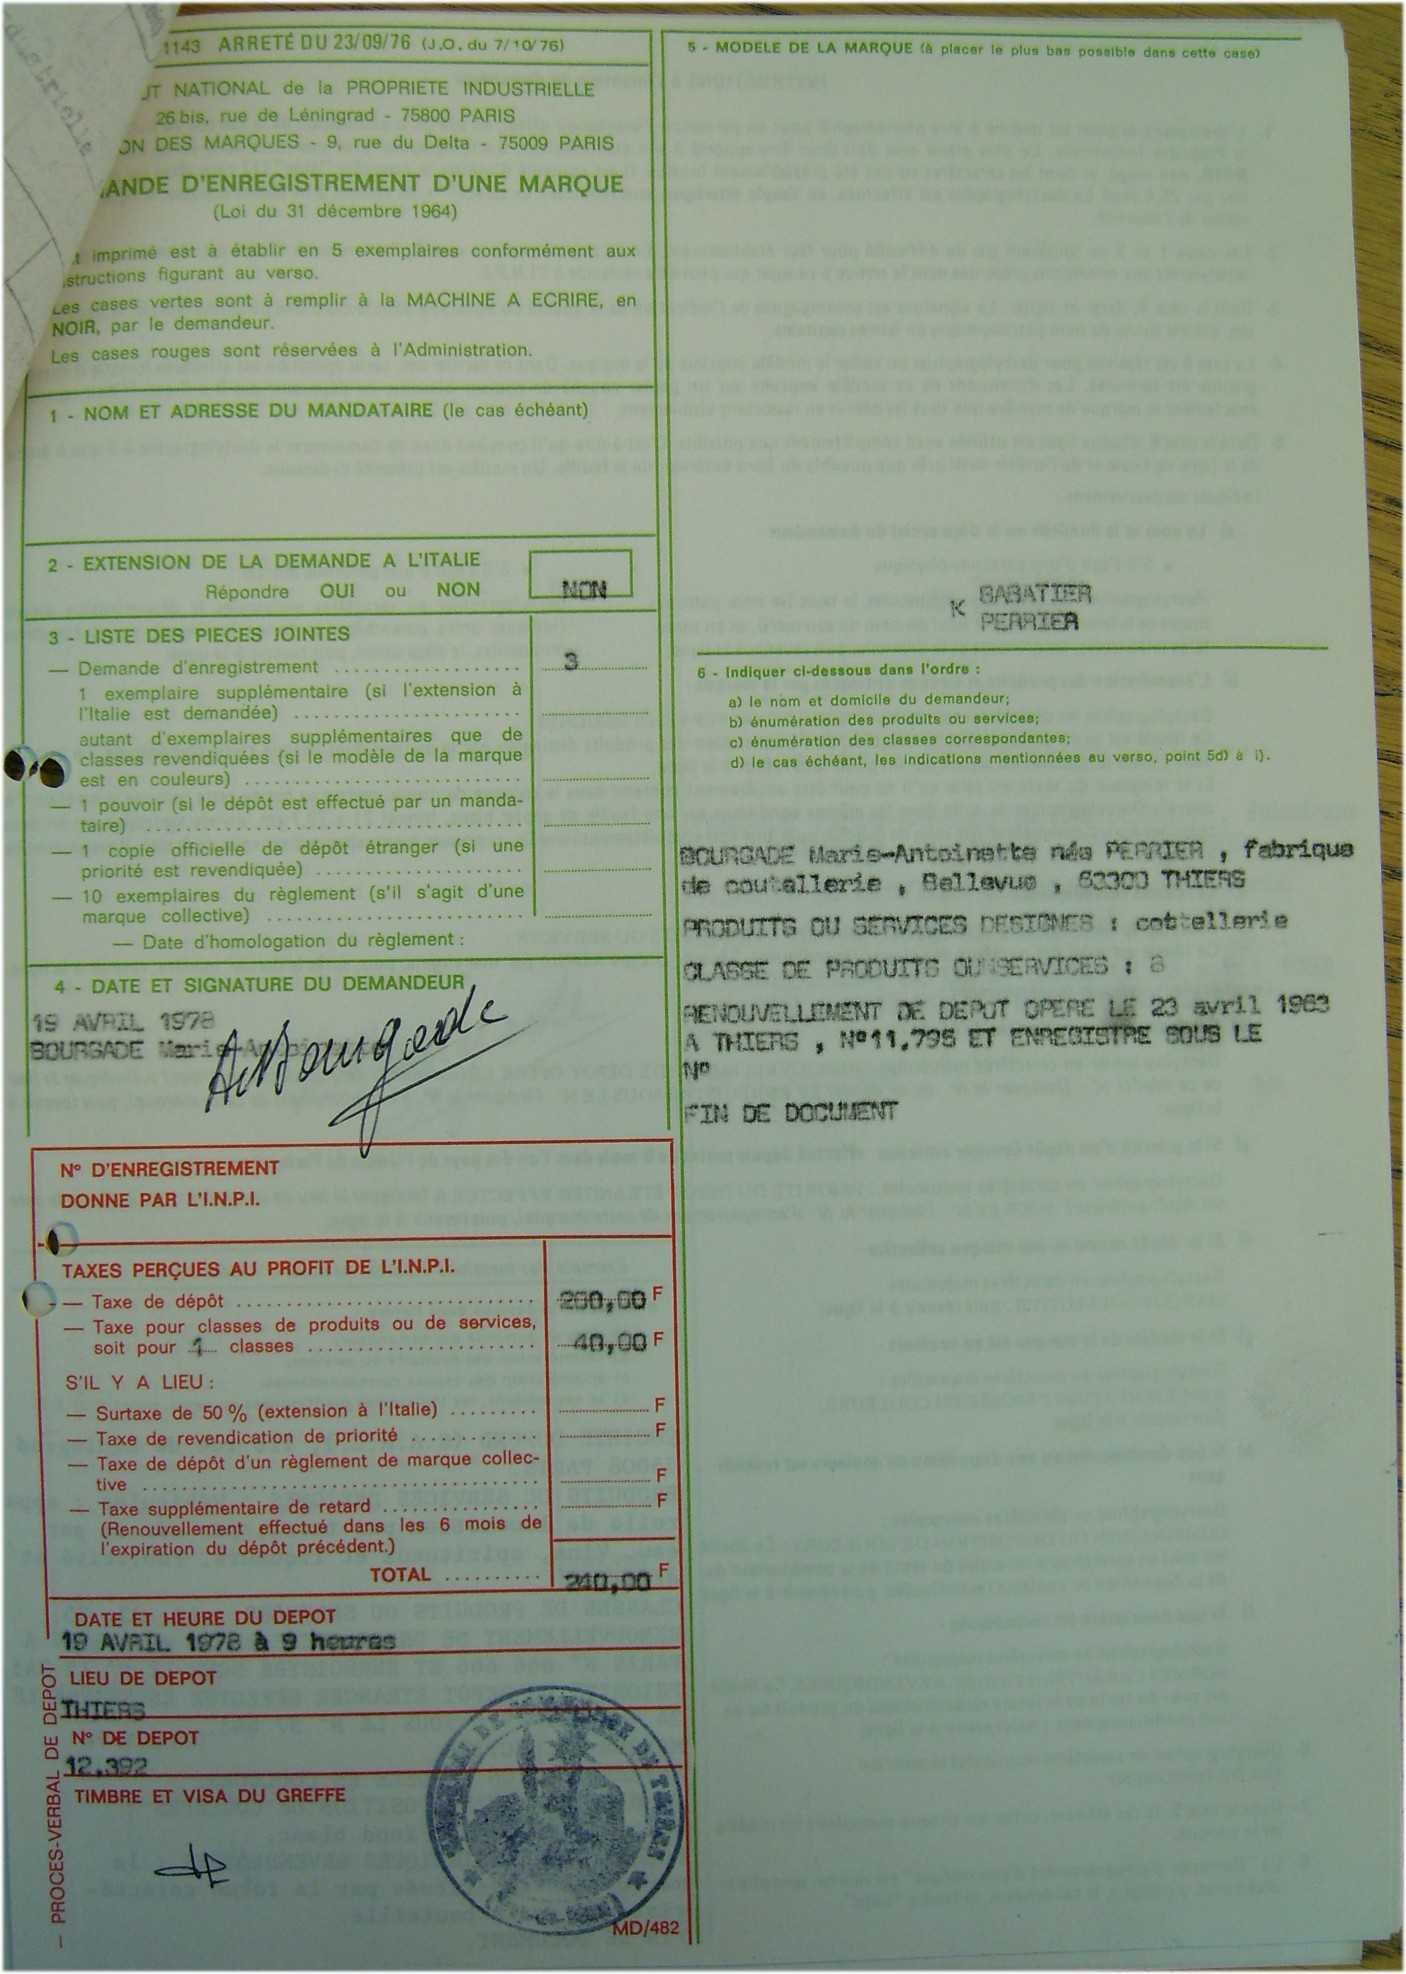 dustrielle
1143 ARRETÉ DU 23/09/76 (J.O. du 7/10/76)
UT NATIONAL de la PROPRIETE INDUSTRIELLE
26 bis, rue de Léningrad - 75800 PARIS
ON DES MARQUES - 9, rue du Delta - 75009 PARIS
ANDE D'ENREGISTREMENT D'UNE MARQUE
(Loi du 31 décembre 1964)
t imprimé est à établir en 5 exemplaires conformément aux
structions figurant au verso.
Les cases vertes sont à remplir à la MACHINE A ECRIRE, en
NOIR, par le demandeur.
Les cases rouges sont réservées à l'Administration.
1 - NOM ET ADRESSE DU MANDATAIRE (le cas échéant)
2 - EXTENSION DE LA DEMANDE A L'ITALIE
Répondre OUI ou NON NON
3 - LISTE DES PIECES JOINTES
— Demande d'enregistrement .................... 3
1 exemplaire supplémentaire (si l'extension à
l'Italie est demandée) ........................
autant d'exemplaires supplémentaires que de
classes revendiquées (si le modèle de la marque
est en couleurs) .............................
— 1 pouvoir (si le dépôt est effectué par un manda-
taire) ........................................
— 1 copie officielle de dépôt étranger (si une
priorité est revendiquée) ......................
— 10 exemplaires du règlement (s'il s'agit d'une
marque collective) ...........................
— Date d'homologation du règlement :
4 - DATE ET SIGNATURE DU DEMANDEUR
19 AVRIL 1978
BOURGADE Marie-Antoinette
AMBourgade
N° D'ENREGISTREMENT
DONNE PAR L'I.N.P.I.
TAXES PERÇUES AU PROFIT DE L'I.N.P.I.
— Taxe de dépôt .............................. 200,00 F
— Taxe pour classes de produits ou de services,
soit pour 1 classes ....................... 40,00 F
S'IL Y A LIEU :
— Surtaxe de 50 % (extension à l'Italie) ......... F
— Taxe de revendication de priorité ............. F
— Taxe de dépôt d'un règlement de marque collec-
tive ........................................ F
— Taxe supplémentaire de retard ................ F
(Renouvellement effectué dans les 6 mois de
l'expiration du dépôt précédent.)
TOTAL .......... 240,00 F
DATE ET HEURE DU DEPOT
19 AVRIL 1978 à 9 heures
LIEU DE DEPOT
THIERS
N° DE DEPOT
12.392
TIMBRE ET VISA DU GREFFE
— PROCES-VERBAL DE DEPOT
DE COMMERCE DE THIERS
MD/482
5 - MODELE DE LA MARQUE (à placer le plus bas possible dans cette case)
K SABATIER
PERRIER
6 - Indiquer ci-dessous dans l'ordre :
a) le nom et domicile du demandeur;
b) énumération des produits ou services;
c) énumération des classes correspondantes;
d) le cas échéant, les indications mentionnées au verso, point 5d) à i).
BOURGADE Marie-Antoinette née PERRIER , fabrique
de coutellerie , Bellevue , 63300 THIERS
PRODUITS OU SERVICES DESIGNES : coutellerie
CLASSE DE PRODUITS OU SERVICES : 8
RENOUVELLEMENT DE DEPOT OPERE LE 23 avril 1963
A THIERS , N°11.795 ET ENREGISTRE SOUS LE
N°
FIN DE DOCUMENT